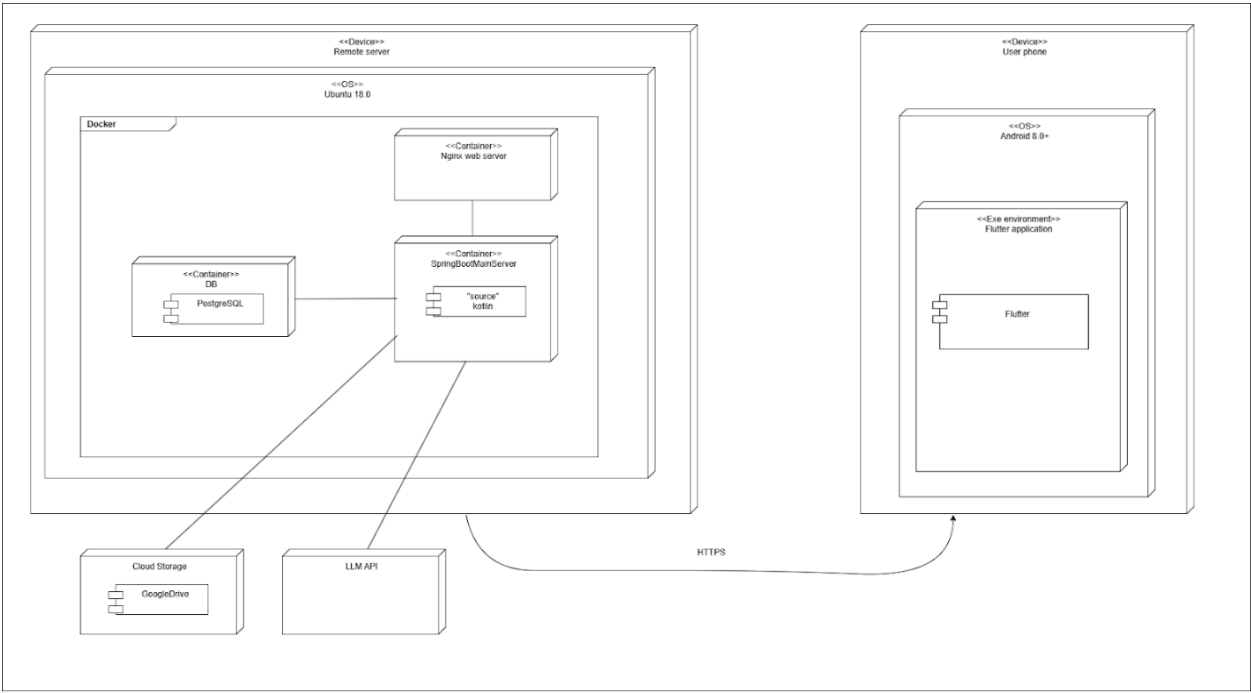 <<Device>>
Remote server
<<OS>>
Ubuntu 18.0
Docker
<<Container>>
Nginx web server
<<Container>>
SpringBootMainServer
"source"
kotlin
<<Container>>
DB
PostgreSQL
Cloud Storage
GoogleDrive
LLM API
HTTPS
<<Device>>
User phone
<<OS>>
Android 8.0+
<<Exe environment>>
Flutter application
Flutter